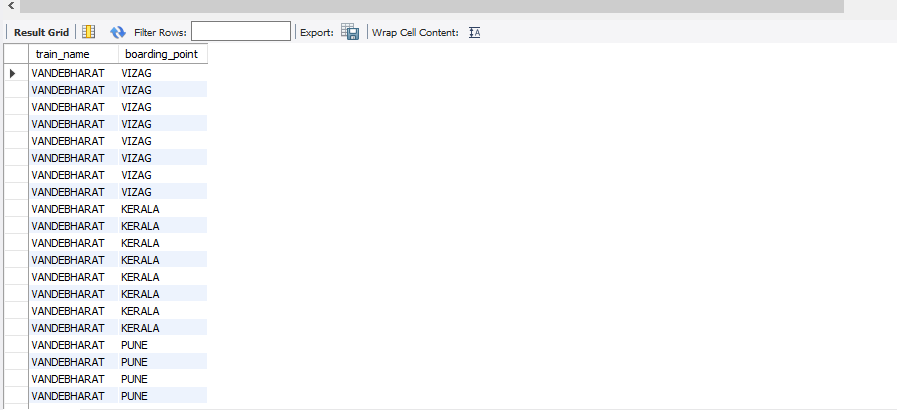 Result Grid Filter Rows: Export: Wrap Cell Content: IA
train_name boarding_point
VANDEBHARAT VIZAG
VANDEBHARAT VIZAG
VANDEBHARAT VIZAG
VANDEBHARAT VIZAG
VANDEBHARAT VIZAG
VANDEBHARAT VIZAG
VANDEBHARAT VIZAG
VANDEBHARAT VIZAG
VANDEBHARAT KERALA
VANDEBHARAT KERALA
VANDEBHARAT KERALA
VANDEBHARAT KERALA
VANDEBHARAT KERALA
VANDEBHARAT KERALA
VANDEBHARAT KERALA
VANDEBHARAT KERALA
VANDEBHARAT PUNE
VANDEBHARAT PUNE
VANDEBHARAT PUNE
VANDEBHARAT PUNE